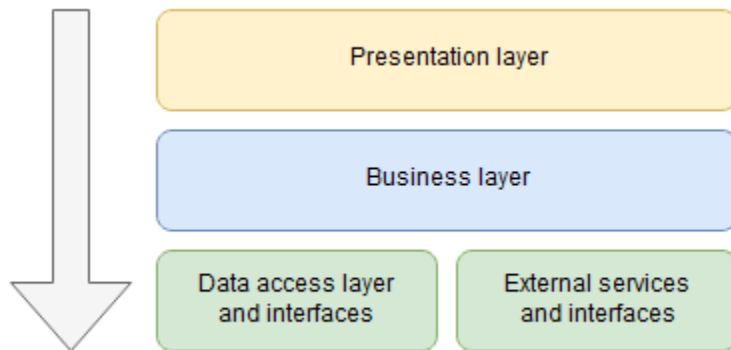 Presentation layer
Business layer
Data access layer
and interfaces
External services
and interfaces